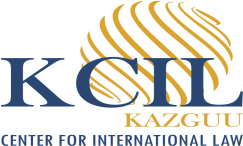 KCIL
KAZGUU
CENTER FOR INTERNATIONAL LAW